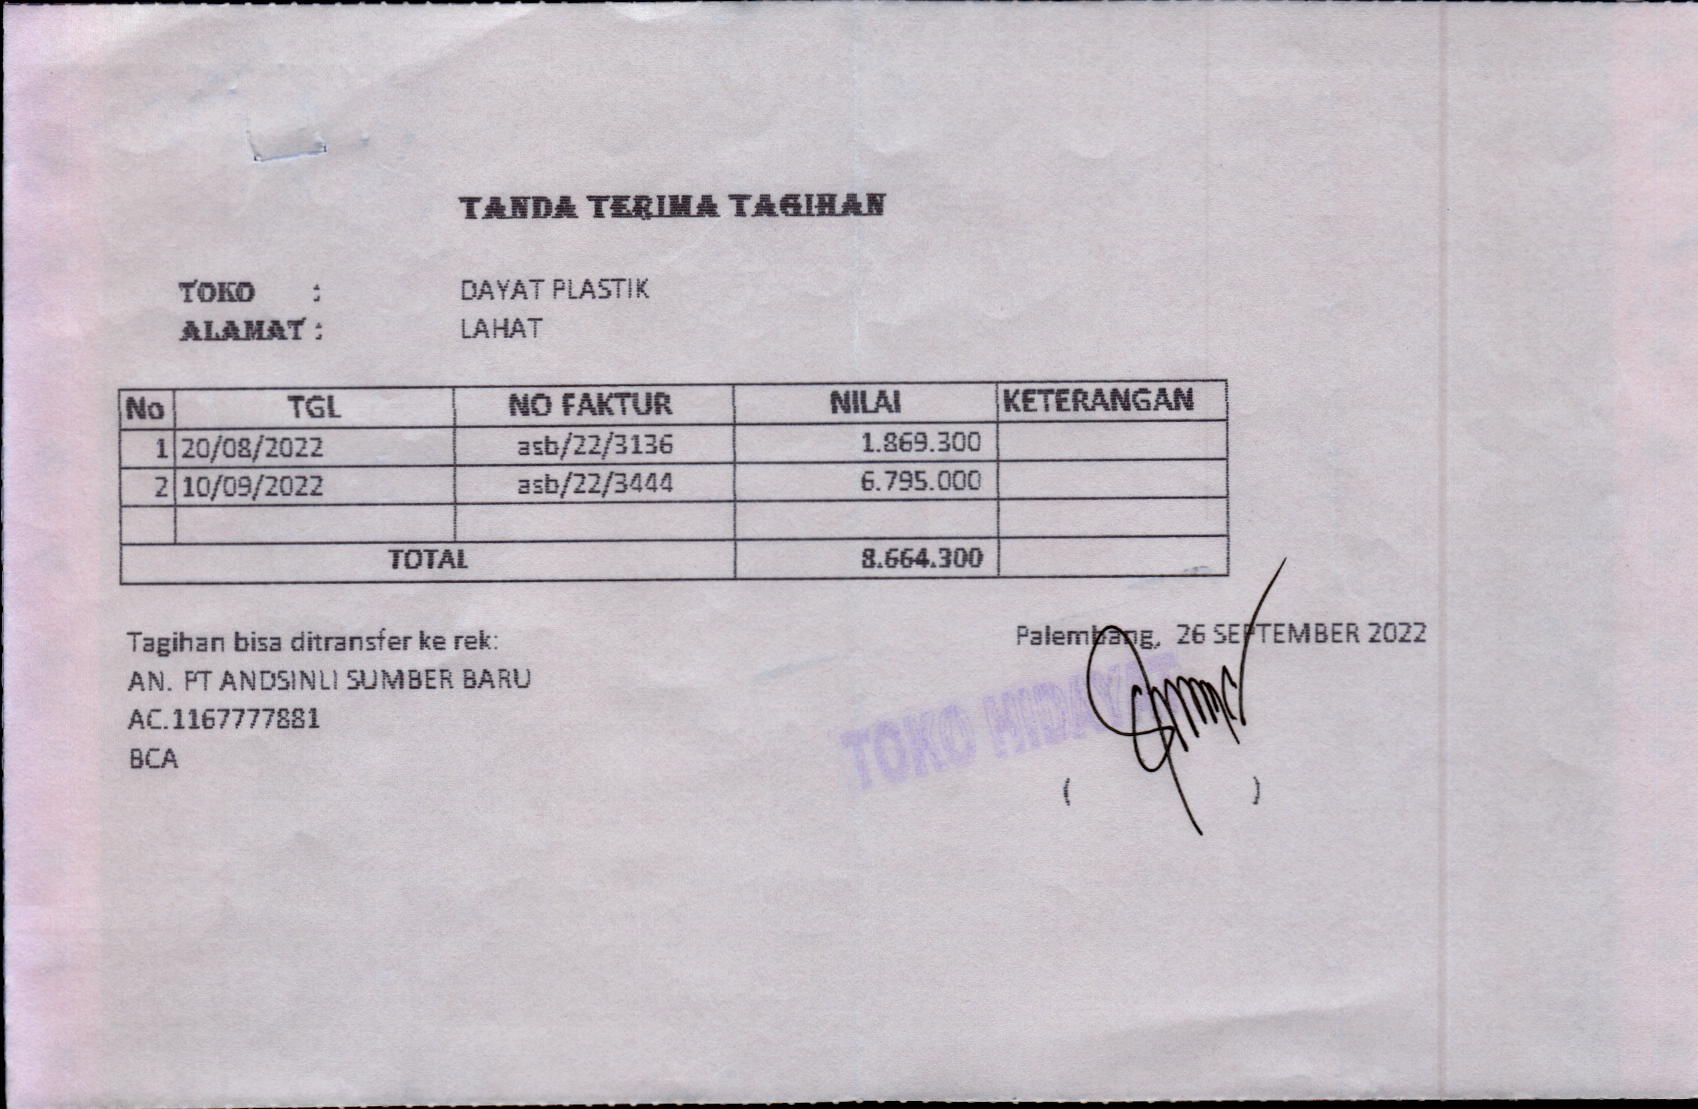 TANDA TERIMA TAGIHAN
TOKO : DAYAT PLASTIK
ALAMAT : LAHAT
No TGL NO FAKTUR NILAI KETERANGAN
1 20/08/2022 asb/22/3136 1.869.300
2 10/09/2022 asb/22/3444 6.795.000
TOTAL 8.664.300
Tagihan bisa ditransfer ke rek:
AN. PT ANDSINLI SUMBER BARU
AC.1167777881
BCA
Palembang, 26 SEPTEMBER 2022
TOKO HIDAYAT
( )